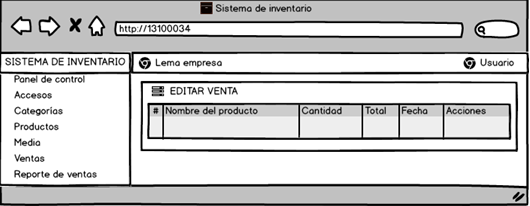 Sistema de inventario
http://13100034
SISTEMA DE INVENTARIO
Lema empresa
Usuario
Panel de control
Accesos
Categorias
Productos
Media
Ventas
Reporte de ventas
EDITAR VENTA
# Nombre del producto Cantidad Total Fecha Acciones